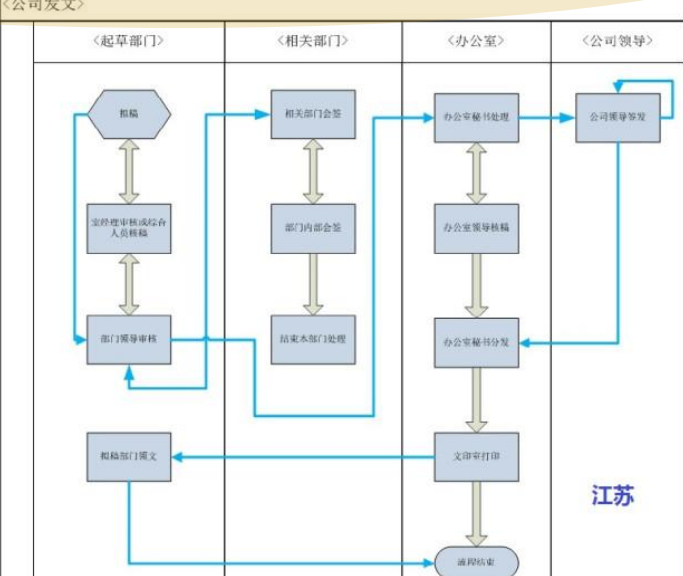 <公司发文>
<起草部门>
<相关部门>
<办公室>
<公司领导>
拟稿
相关部门会签
办公室秘书处理
公司领导签发
室经理审核或综合
人员核稿
部门内部会签
办公室领导核稿
部门领导审核
结束本部门处理
办公室秘书分发
拟稿部门领文
文印室打印
江苏
流程结束